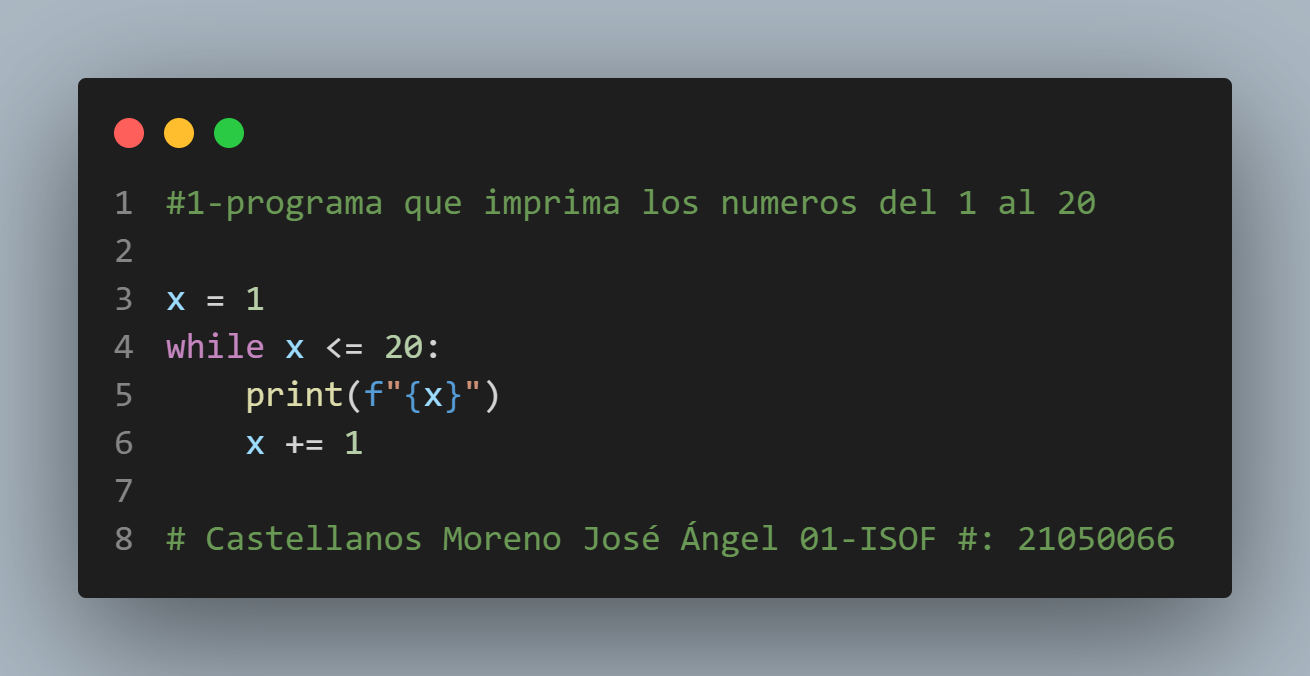 1 #1-programa que imprima los numeros del 1 al 20
2
3 x = 1
4 while x <= 20:
5     print(f"{x}")
6     x += 1
7
8 # Castellanos Moreno José Ángel 01-ISOF #: 21050066